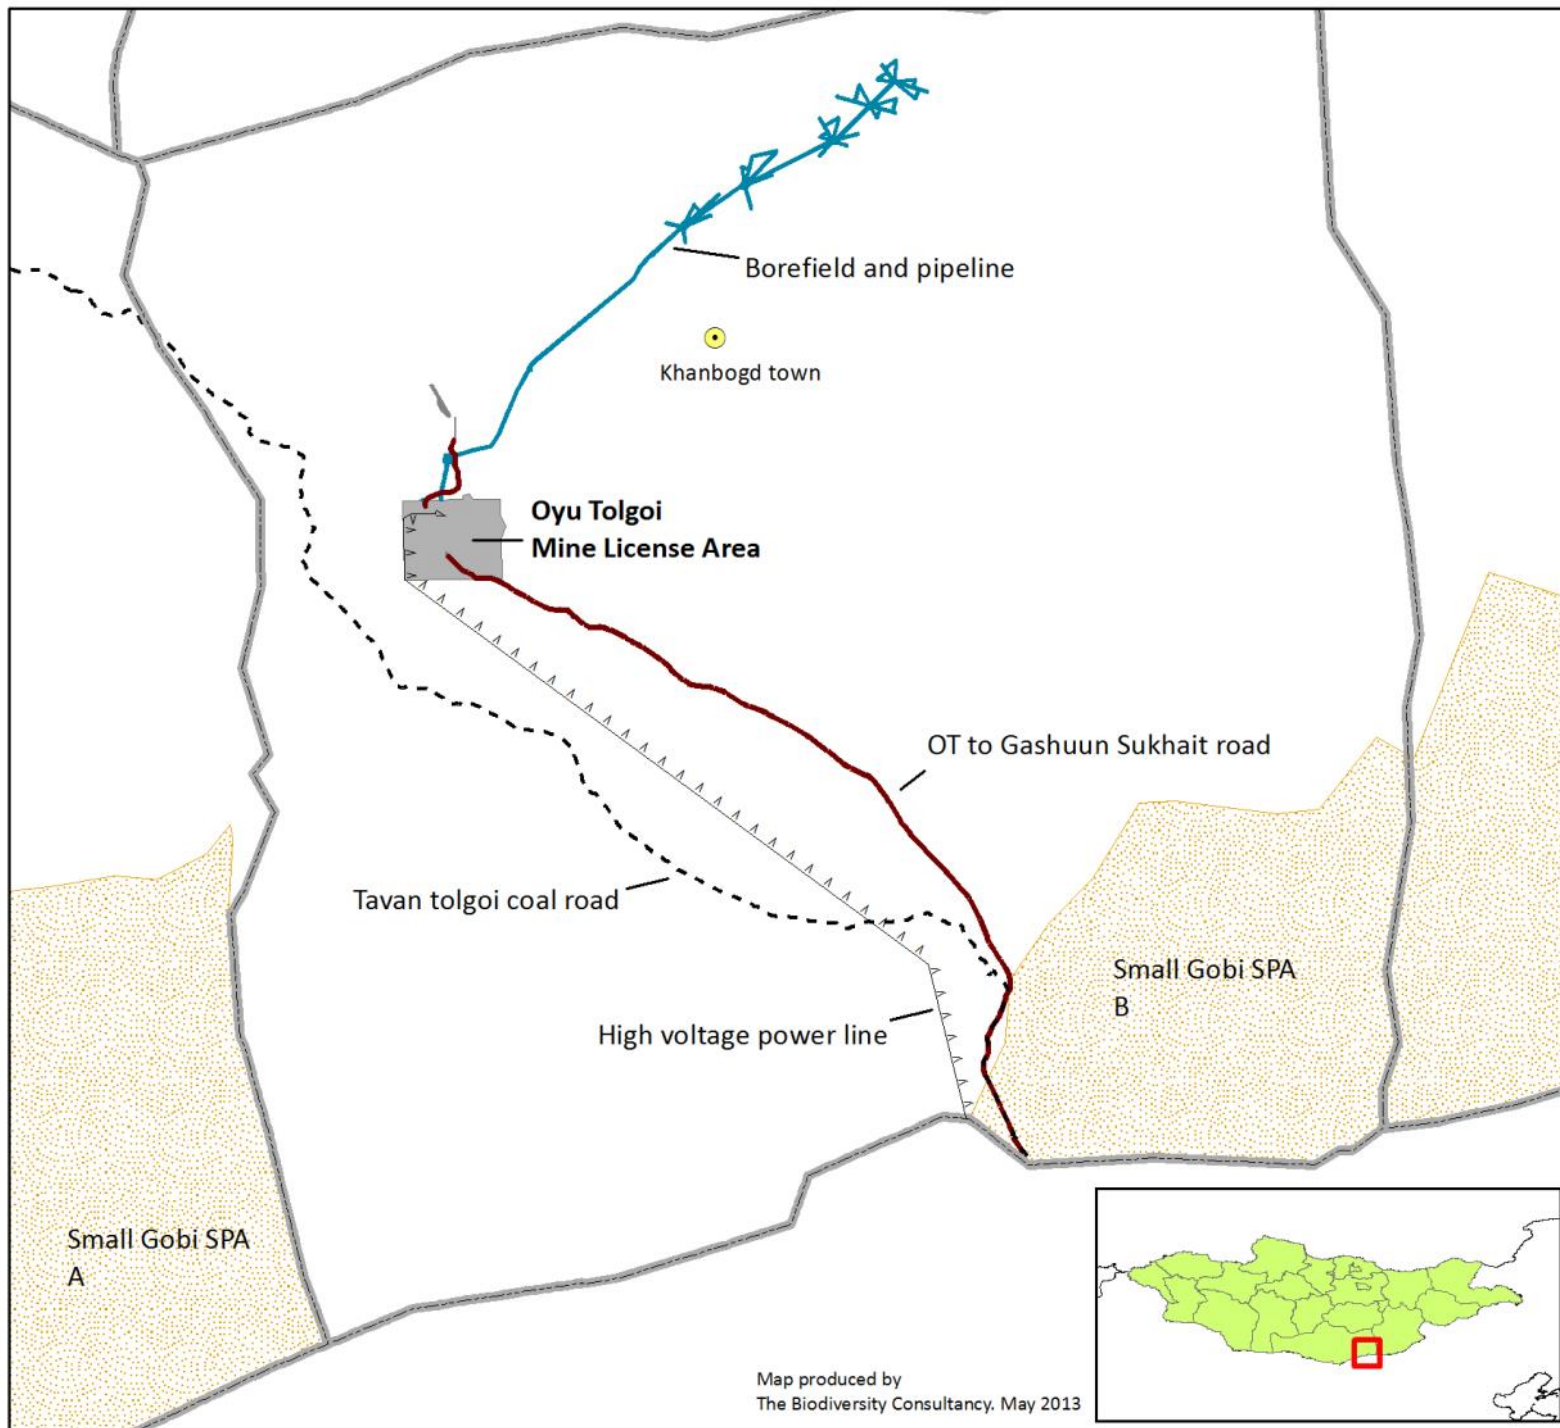 Borefield and pipeline
Khanbogd town
Oyu Tolgoi
Mine License Area
OT to Gashuun Sukhait road
Tavan tolgoi coal road
Small Gobi SPA
B
High voltage power line
Small Gobi SPA
A
Map produced by
The Biodiversity Consultancy. May 2013